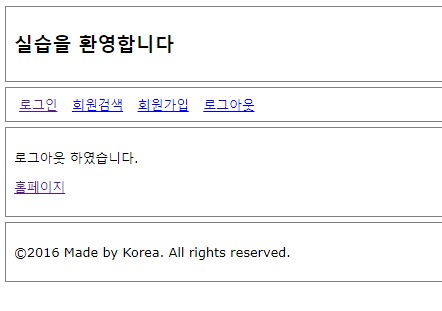 실습을 환영합니다
로그인 회원검색 회원가입 로그아웃
로그아웃 하였습니다.
홈페이지
©2016 Made by Korea. All rights reserved.